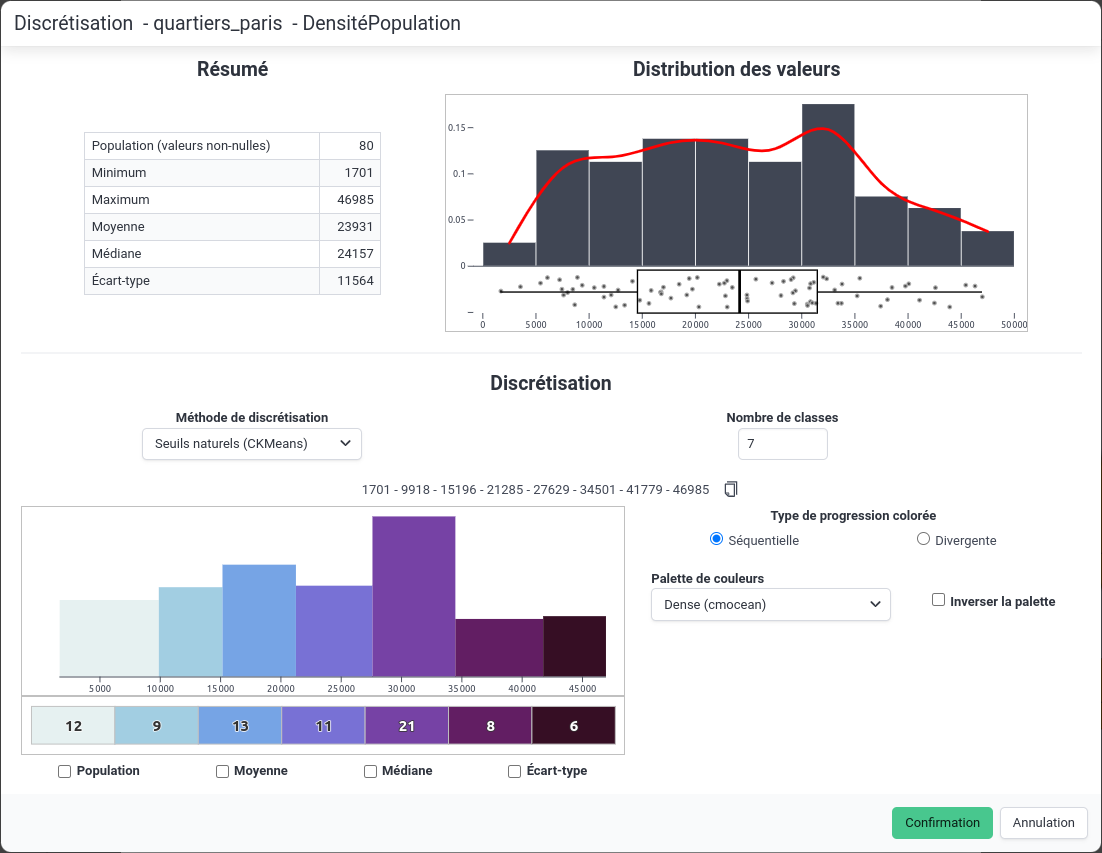 Discrétisation - quartiers_paris - DensitéPopulation
Résumé
Population (valeurs non-nulles) 80
Minimum 1701
Maximum 46985
Moyenne 23931
Médiane 24157
Écart-type 11564
Distribution des valeurs
0.15
0.1
0.05
0
0 5000 10000 15000 20000 25000 30000 35000 40000 45000 50000
Discrétisation
Méthode de discrétisation
Seuils naturels (CKMeans)
Nombre de classes
7
1701 - 9918 - 15196 - 21285 - 27629 - 34501 - 41779 - 46985
5000 10000 15000 20000 25000 30000 35000 40000 45000
12 9 13 11 21 8 6
Population Moyenne Médiane Écart-type
Type de progression colorée
Séquentielle Divergente
Palette de couleurs
Dense (cmocean)
Inverser la palette
Confirmation Annulation